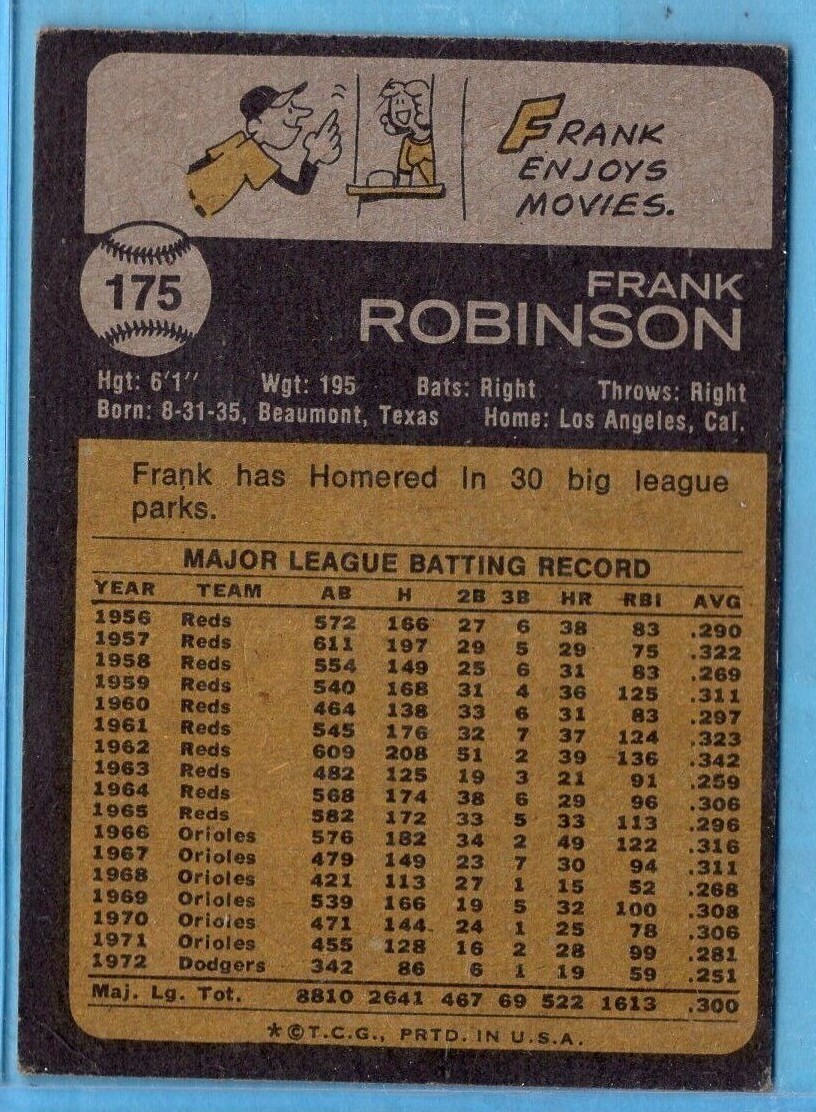 FRANK
ENJOYS
MOVIES.
175
FRANK
ROBINSON
Hgt: 6'1" Wgt: 195 Bats: Right Throws: Right
Born: 8-31-35, Beaumont, Texas Home: Los Angeles, Cal.
Frank has Homered In 30 big league
parks.
MAJOR LEAGUE BATTING RECORD
YEAR TEAM AB H 2B 3B HR RBI AVG
1956 Reds 572 166 27 6 38 83 .290
1957 Reds 611 197 29 5 29 75 .322
1958 Reds 554 149 25 6 31 83 .269
1959 Reds 540 168 31 4 36 125 .311
1960 Reds 464 138 33 6 31 83 .297
1961 Reds 545 176 32 7 37 124 .323
1962 Reds 609 208 51 2 39 136 .342
1963 Reds 482 125 19 3 21 91 .259
1964 Reds 568 174 38 6 29 96 .306
1965 Reds 582 172 33 5 33 113 .296
1966 Orioles 576 182 34 2 49 122 .316
1967 Orioles 479 149 23 7 30 94 .311
1968 Orioles 421 113 27 1 15 52 .268
1969 Orioles 539 166 19 5 32 100 .308
1970 Orioles 471 144 24 1 25 78 .306
1971 Orioles 455 128 16 2 28 99 .281
1972 Dodgers 342 86 6 1 19 59 .251
Maj. Lg. Tot. 8810 2641 467 69 522 1613 .300
*©T.C.G., PRTD. IN U.S.A.